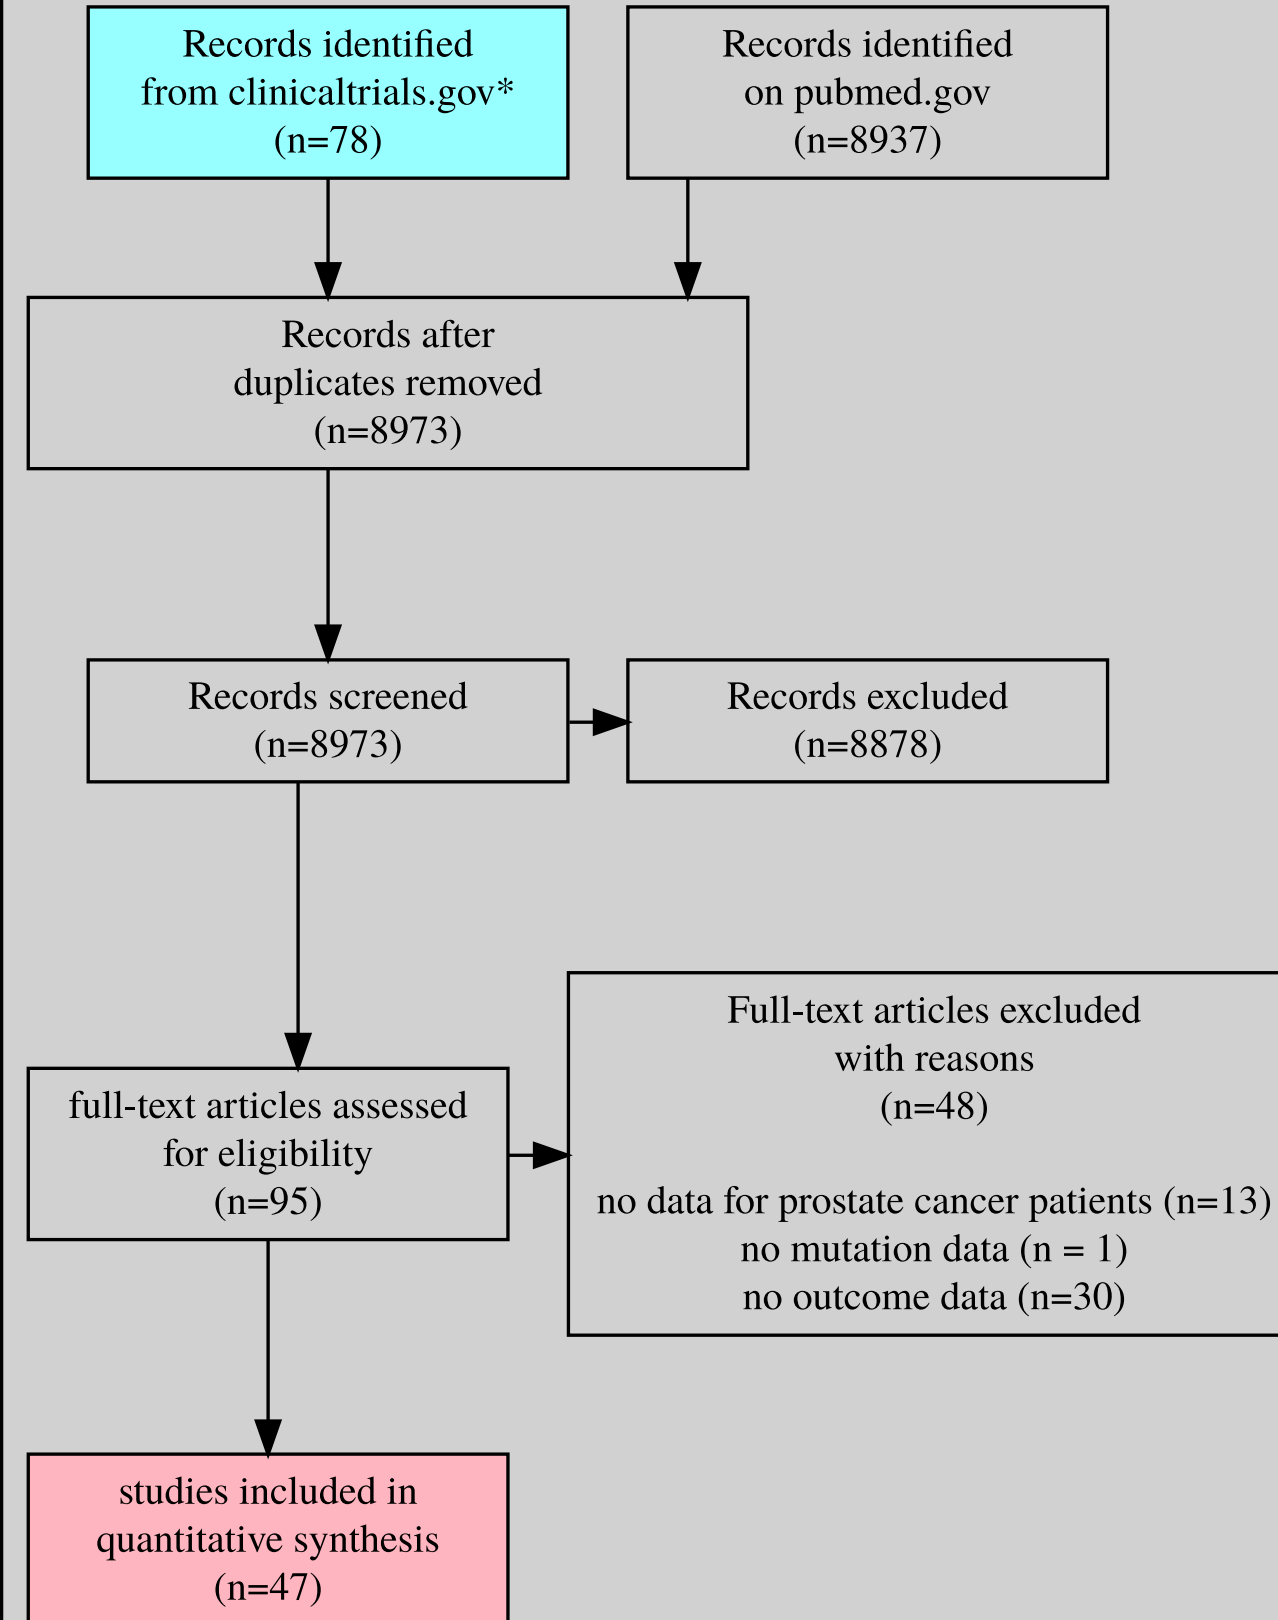 Records identified
from clinicaltrials.gov*
(n=78)
Records identified
on pubmed.gov
(n=8937)
Records after
duplicates removed
(n=8973)
Records screened
(n=8973)
Records excluded
(n=8878)
Full-text articles excluded
with reasons
(n=48)
no data for prostate cancer patients (n=13)
no mutation data (n = 1)
no outcome data (n=30)
full-text articles assessed
for eligibility
(n=95)
studies included in
quantitative synthesis
(n=47)